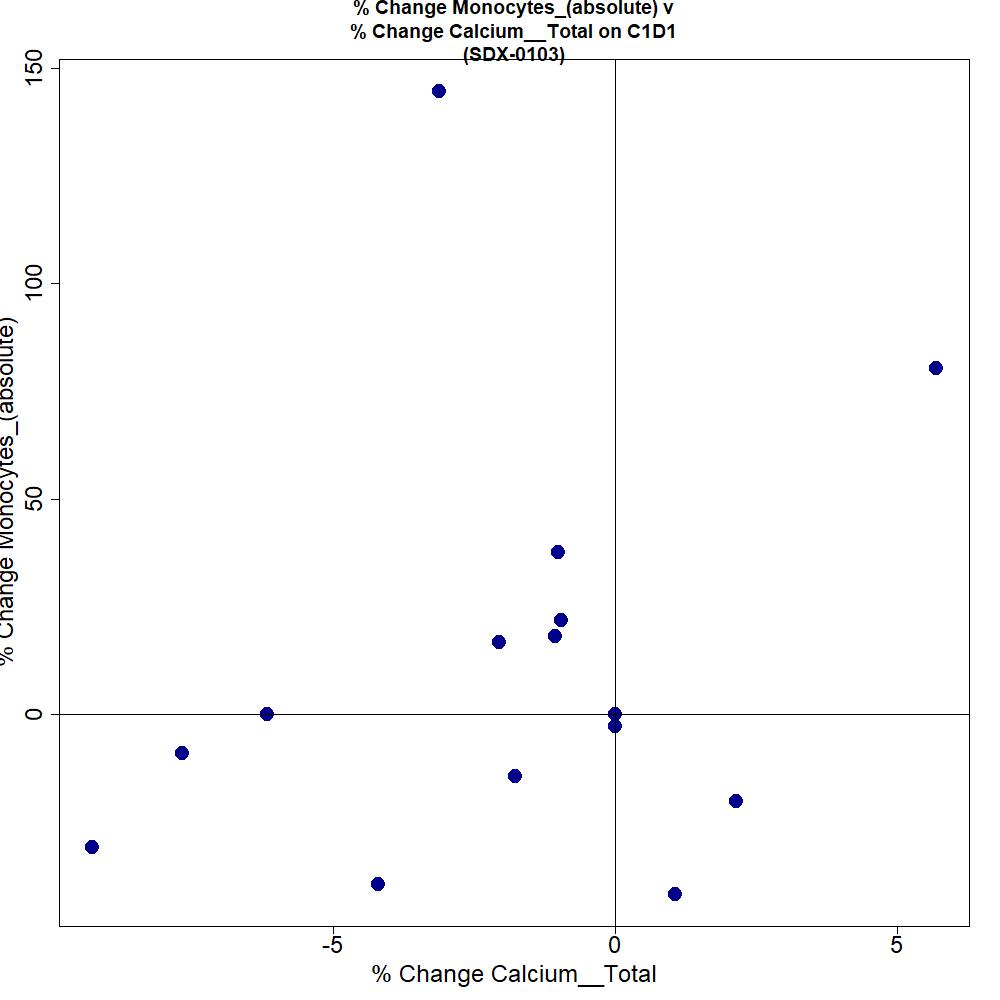 % Change Monocytes_(absolute) v
% Change Calcium__Total on C1D1
(SDX-0103)
150
100
50
0
% Change Monocytes_(absolute)
-5
0
5
% Change Calcium__Total